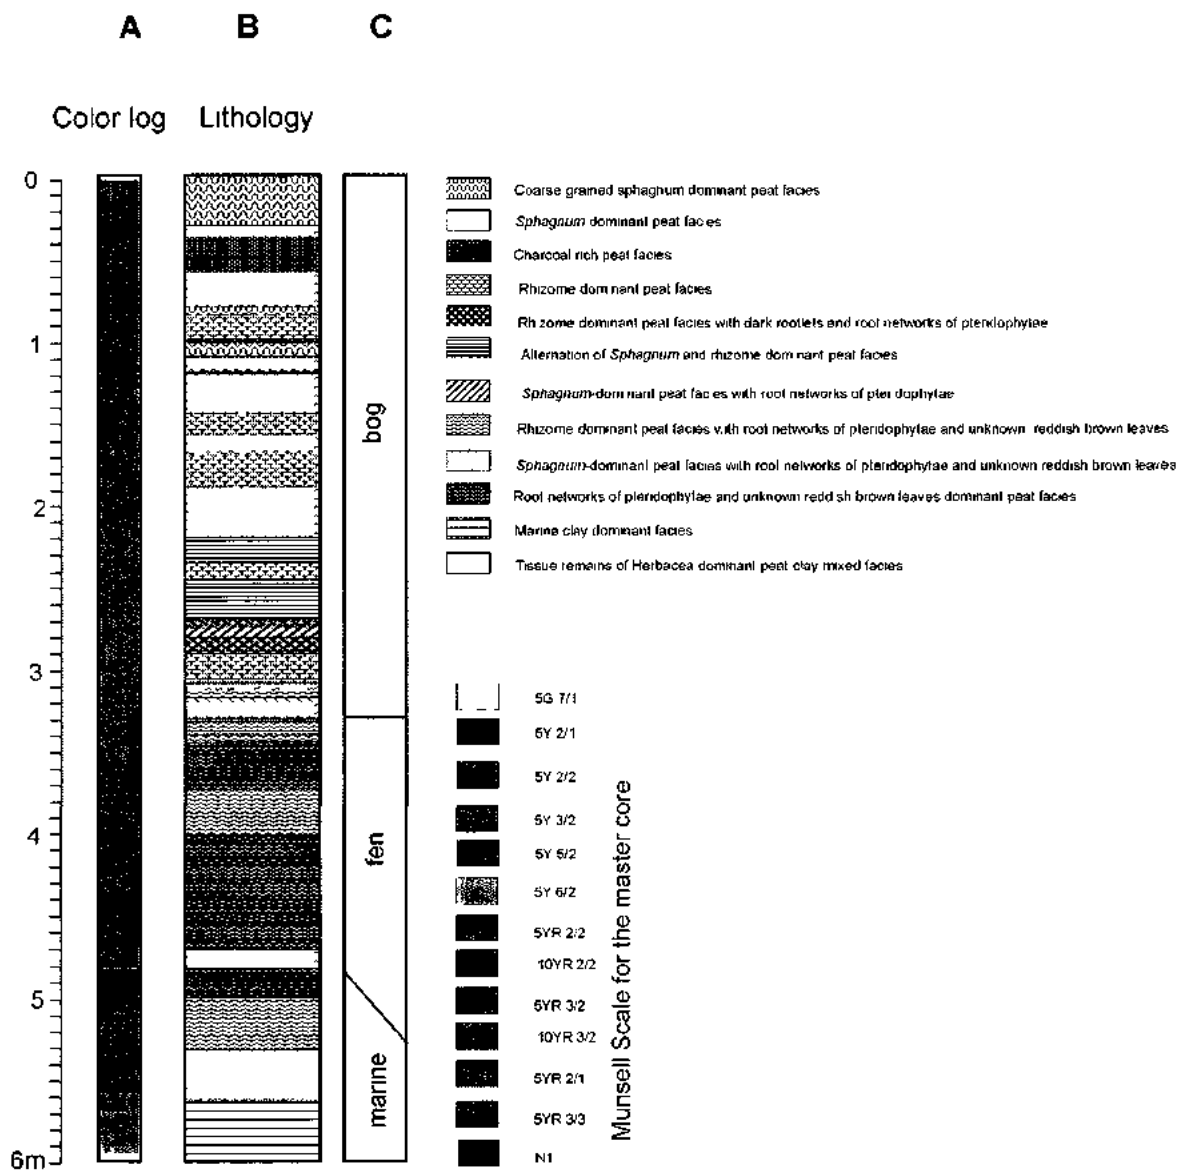 A B C
Color log Lithology
0
1
2
3
4
5
6m
bog
fen
marine
Coarse grained sphagnum dominant peat facies
Sphagnum dominant peat facies
Charcoal rich peat facies
Rhizome dominant peat facies
Rhizome dominant peat facies with dark rootlets and root networks of pteridophytae
Alternation of Sphagnum and rhizome dominant peat facies
Sphagnum-dominant peat facies with root networks of pteridophytae
Rhizome dominant peat facies with root networks of pteridophytae and unknown reddish brown leaves
Sphagnum-dominant peat facies with root networks of pteridophytae and unknown reddish brown leaves
Root networks of pteridophytae and unknown reddish brown leaves dominant peat facies
Marine clay dominant facies
Tissue remains of Herbacea dominant peat clay mixed facies
5G 7/1
5Y 2/1
5Y 2/2
5Y 3/2
5Y 5/2
5Y 6/2
5YR 2/2
10YR 2/2
5YR 3/2
10YR 3/2
5YR 2/1
5YR 3/3
N1
Munsell Scale for the master core